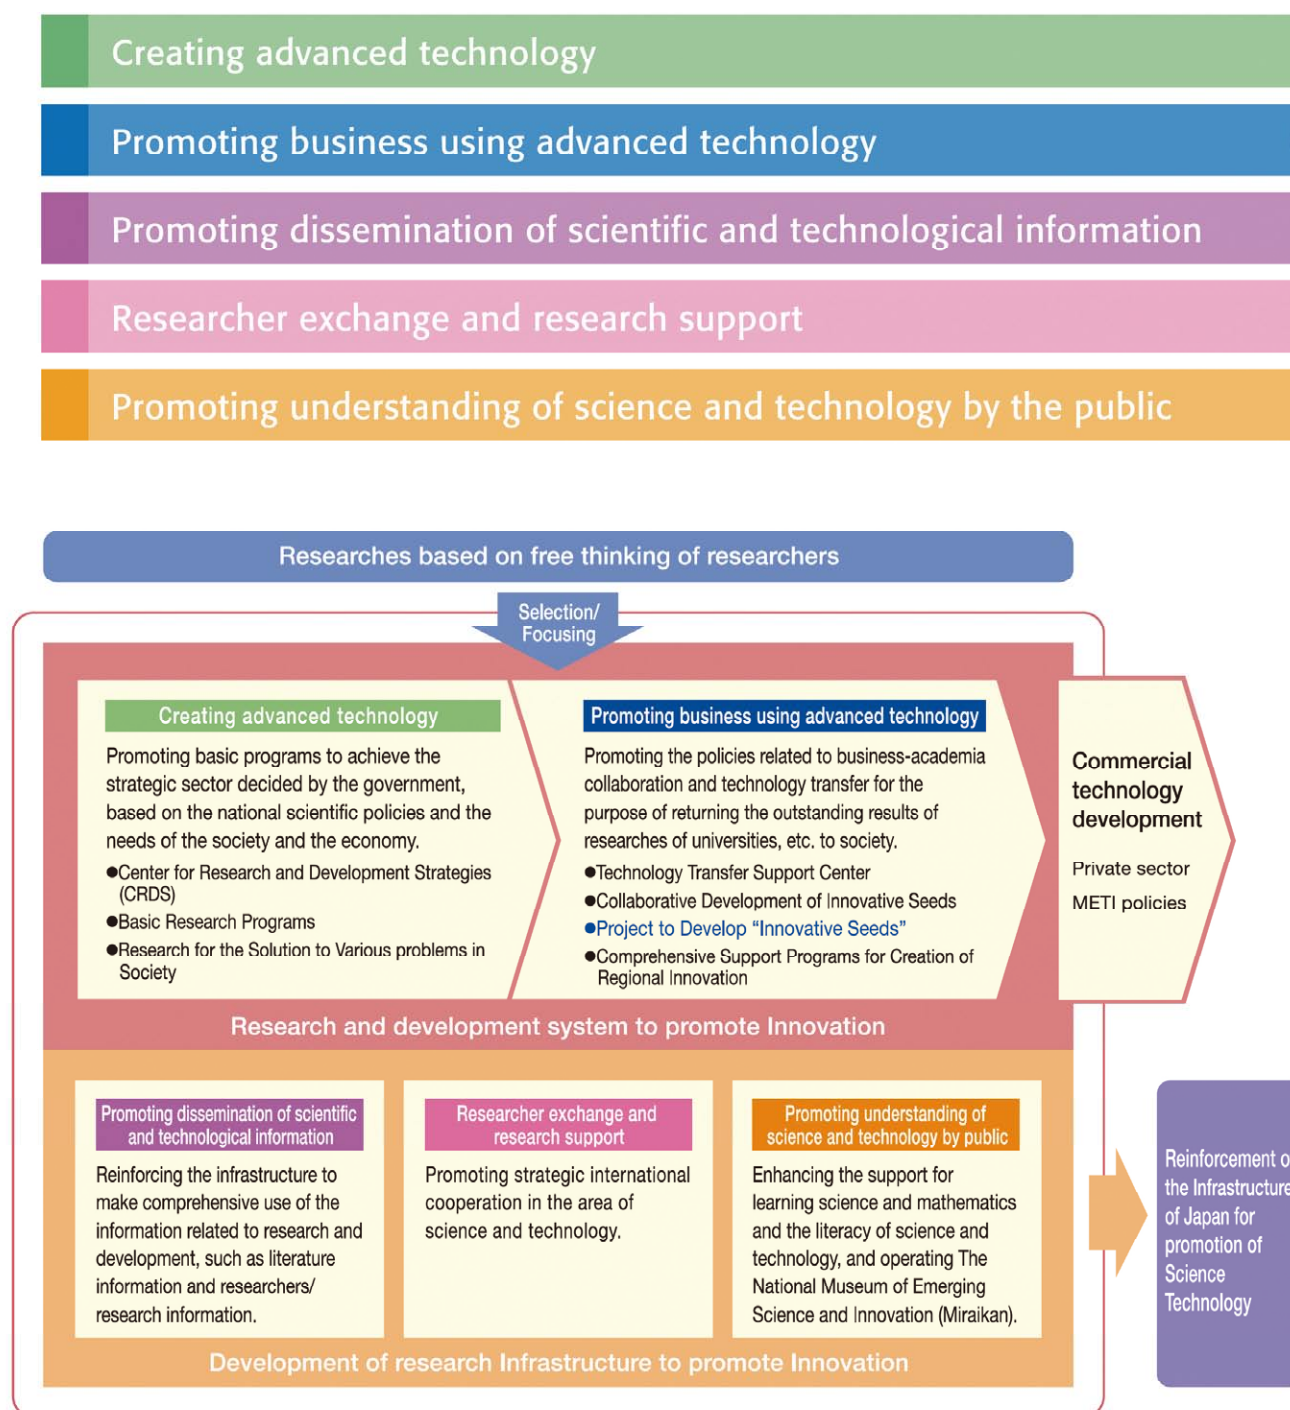 Creating advanced technology
Promoting business using advanced technology
Promoting dissemination of scientific and technological information
Researcher exchange and research support
Promoting understanding of science and technology by the public
Researches based on free thinking of researchers
Selection/
Focusing
Creating advanced technology
Promoting basic programs to achieve the
strategic sector decided by the government,
based on the national scientific policies and the
needs of the society and the economy.
●Center for Research and Development Strategies
(CRDS)
●Basic Research Programs
●Research for the Solution to Various problems in
Society
Promoting business using advanced technology
Promoting the policies related to business-academia
collaboration and technology transfer for the
purpose of returning the outstanding results of
researches of universities, etc. to society.
●Technology Transfer Support Center
●Collaborative Development of Innovative Seeds
●Project to Develop “Innovative Seeds”
●Comprehensive Support Programs for Creation of
Regional Innovation
Commercial
technology
development
Private sector
METI policies
Research and development system to promote Innovation
Promoting dissemination of scientific
and technological information
Reinforcing the infrastructure to
make comprehensive use of the
information related to research and
development, such as literature
information and researchers/
research information.
Researcher exchange and
research support
Promoting strategic international
cooperation in the area of
science and technology.
Promoting understanding of
science and technology by public
Enhancing the support for
learning science and mathematics
and the literacy of science and
technology, and operating The
National Museum of Emerging
Science and Innovation (Miraikan).
Development of research Infrastructure to promote Innovation
Reinforcement o
the Infrastructure
of Japan for
promotion of
Science
Technology